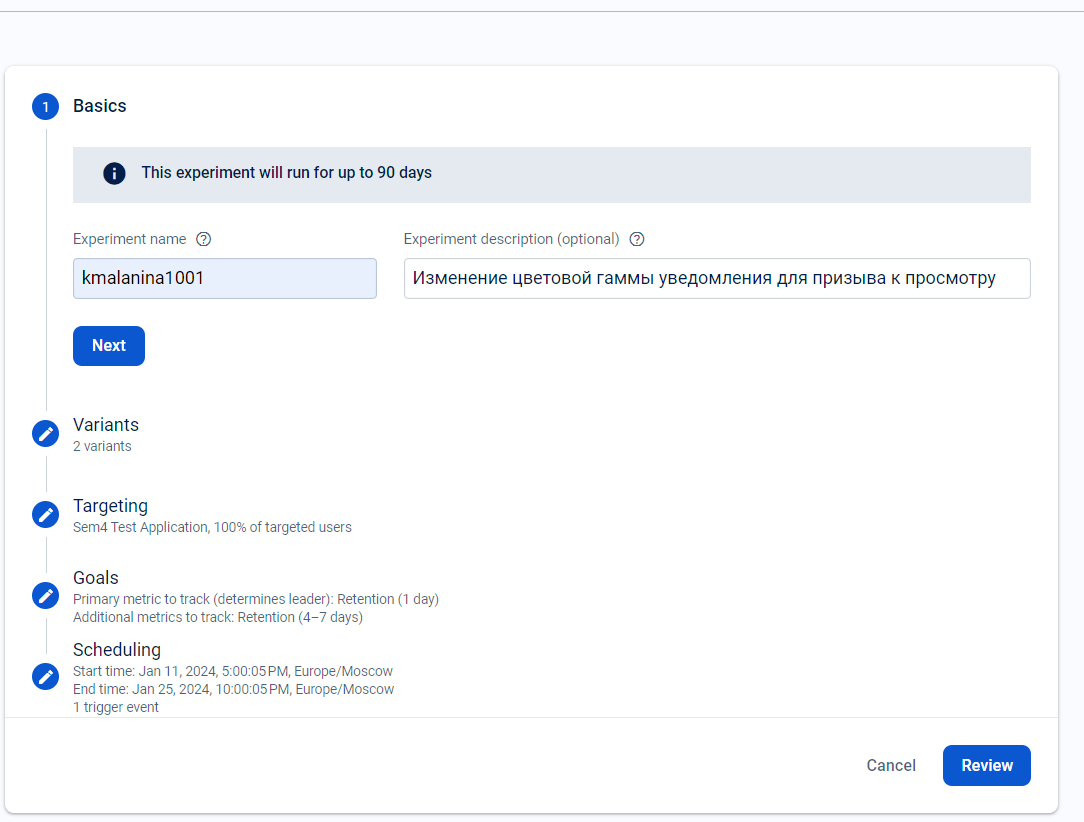 1 Basics
This experiment will run for up to 90 days
Experiment name Experiment description (optional)
kmalanina1001 Изменение цветовой гаммы уведомления для призыва к просмотру
Next
Variants
2 variants
Targeting
Sem4 Test Application, 100% of targeted users
Goals
Primary metric to track (determines leader): Retention (1 day)
Additional metrics to track: Retention (4–7 days)
Scheduling
Start time: Jan 11, 2024, 5:00:05 PM, Europe/Moscow
End time: Jan 25, 2024, 10:00:05 PM, Europe/Moscow
1 trigger event
Cancel Review